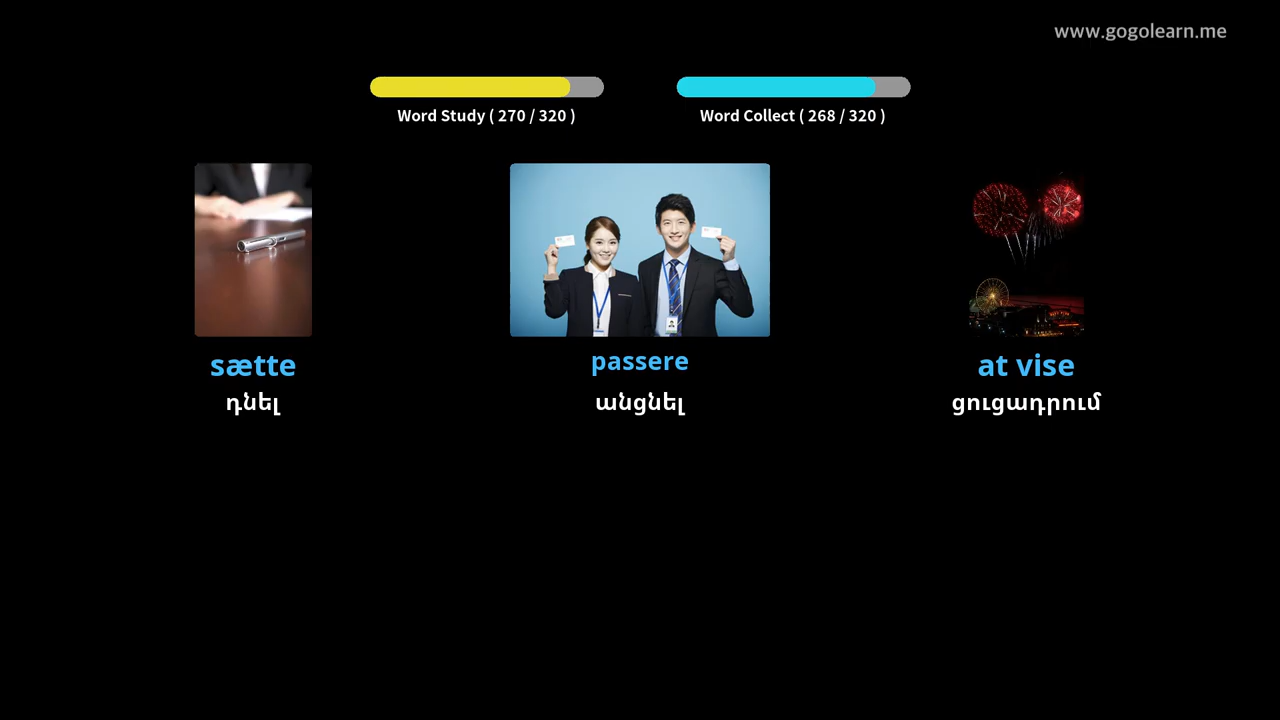 www.gogolearn.me
Word Study ( 270 / 320 )
Word Collect ( 268 / 320 )
sætte
դնել
passere
անցնել
at vise
ցուցադրում